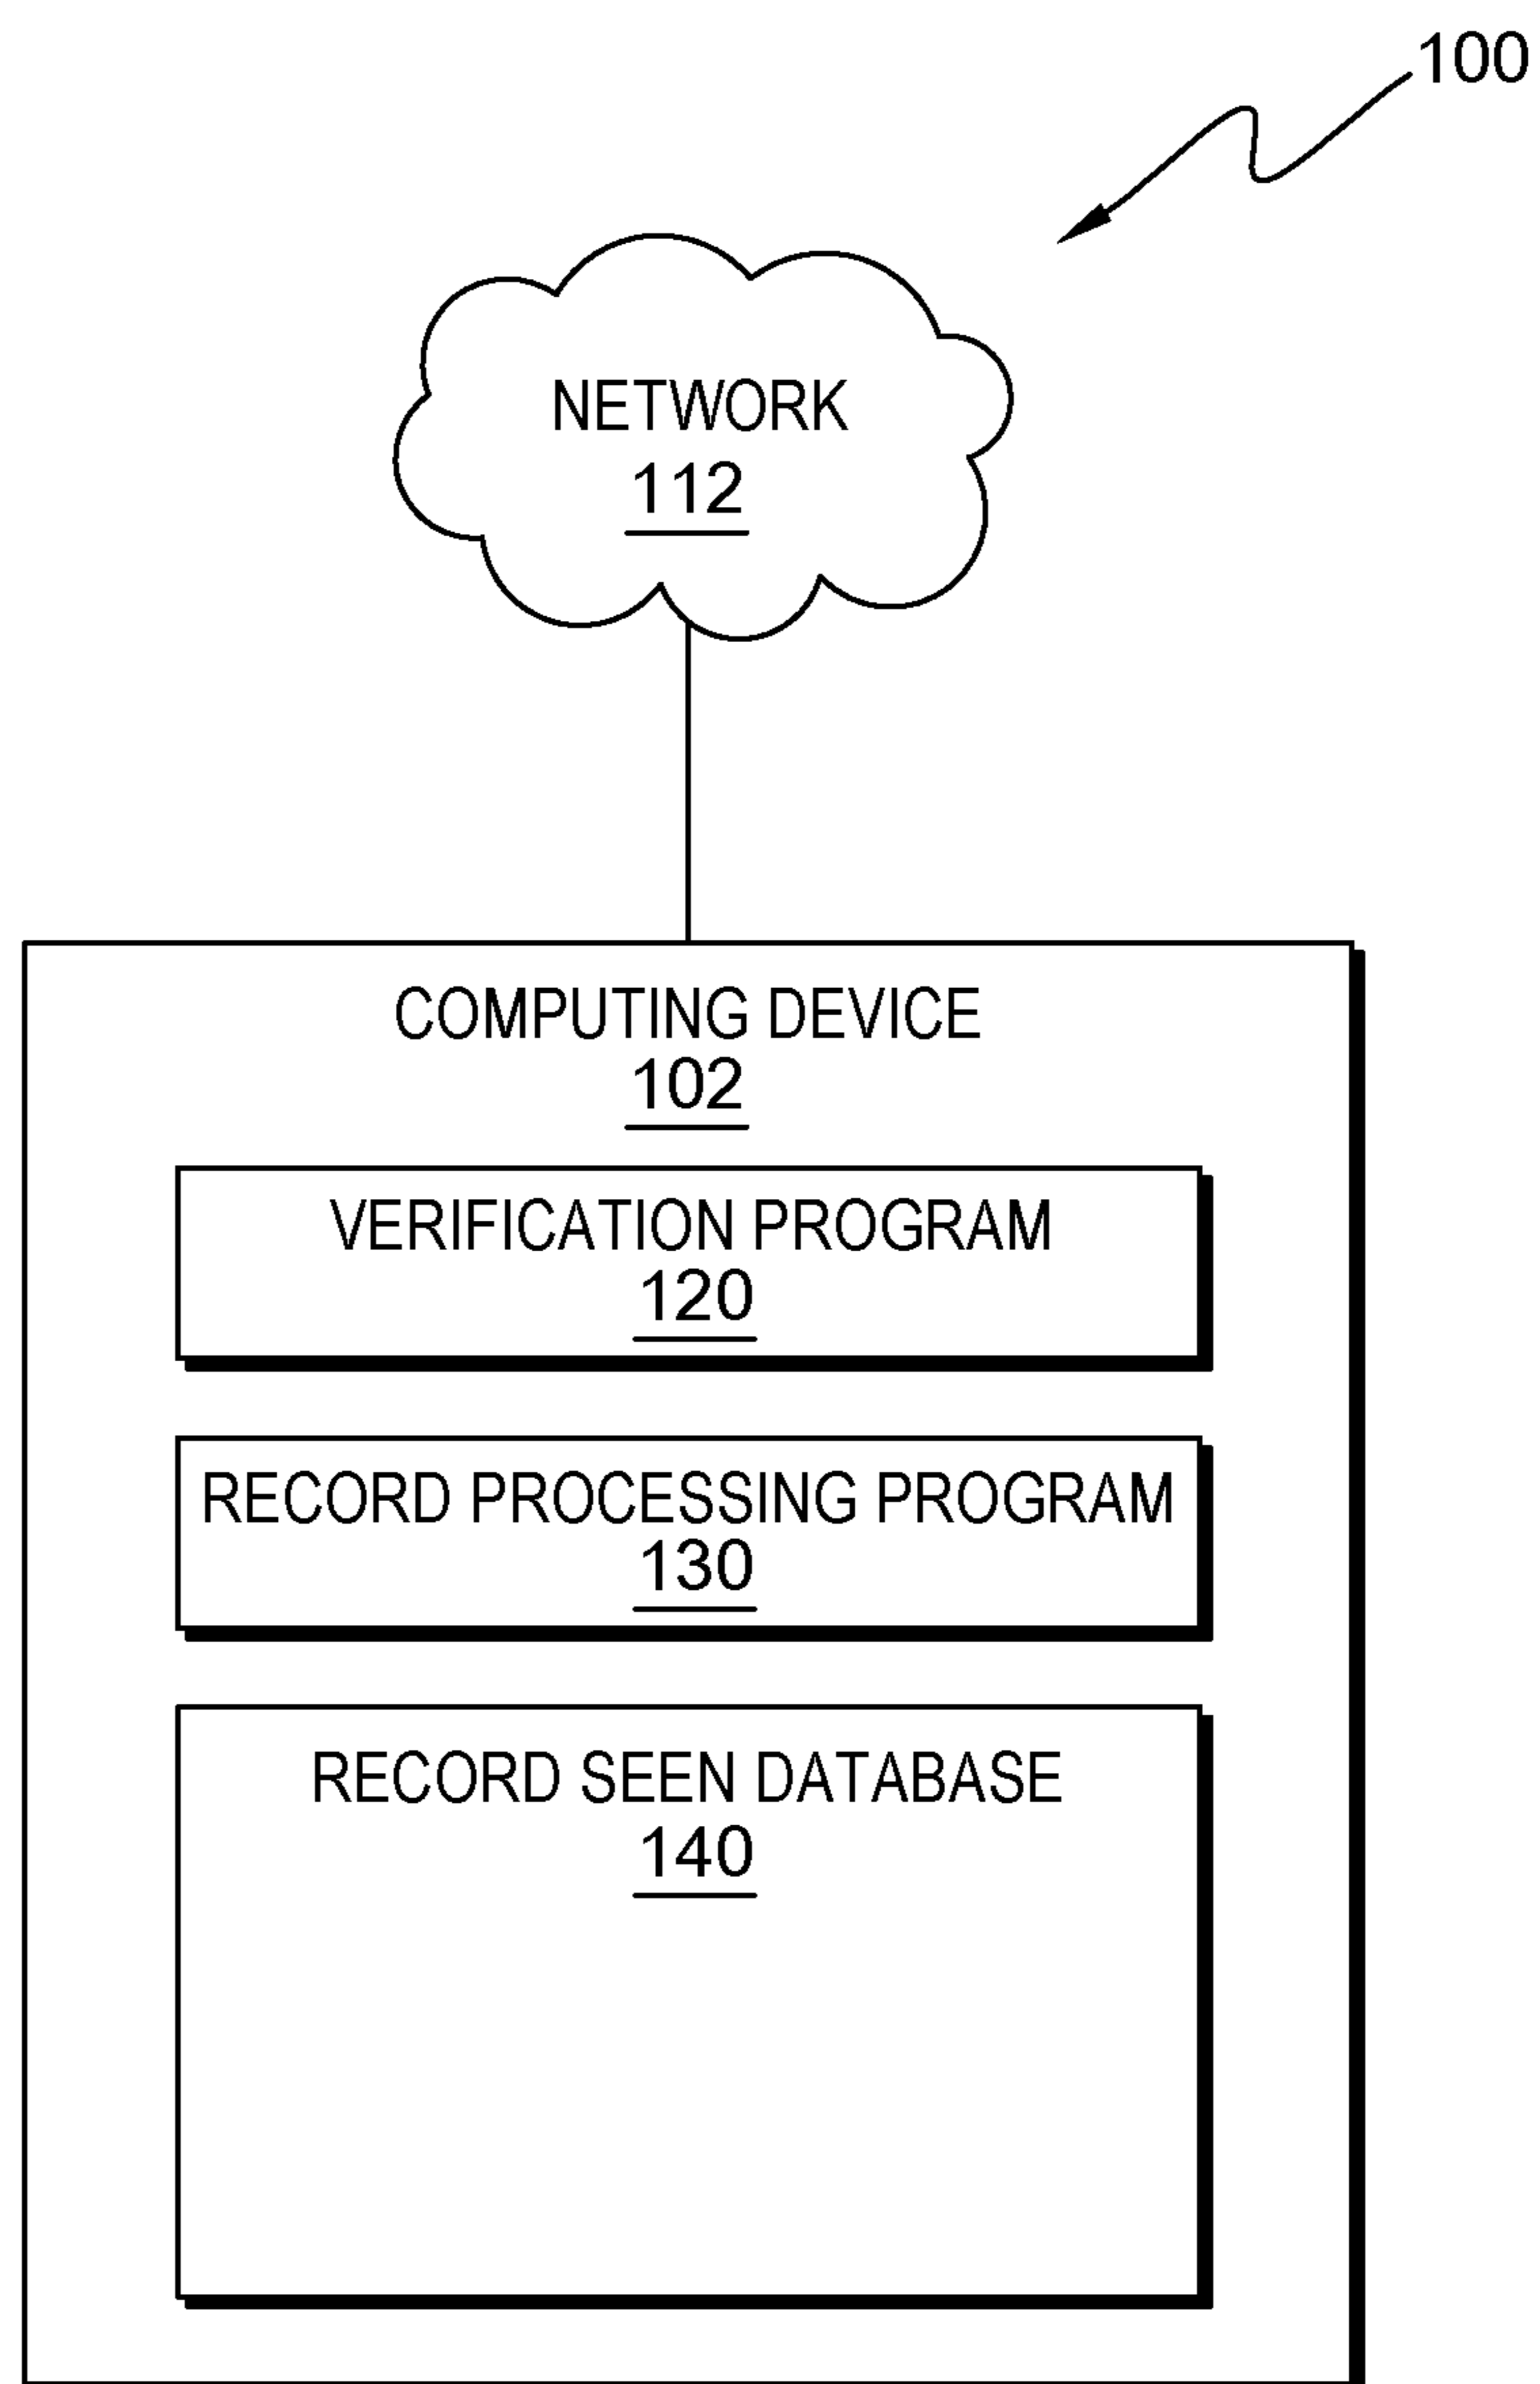 100
NETWORK
112
COMPUTING DEVICE
102
VERIFICATION PROGRAM
120
RECORD PROCESSING PROGRAM
130
RECORD SEEN DATABASE
140